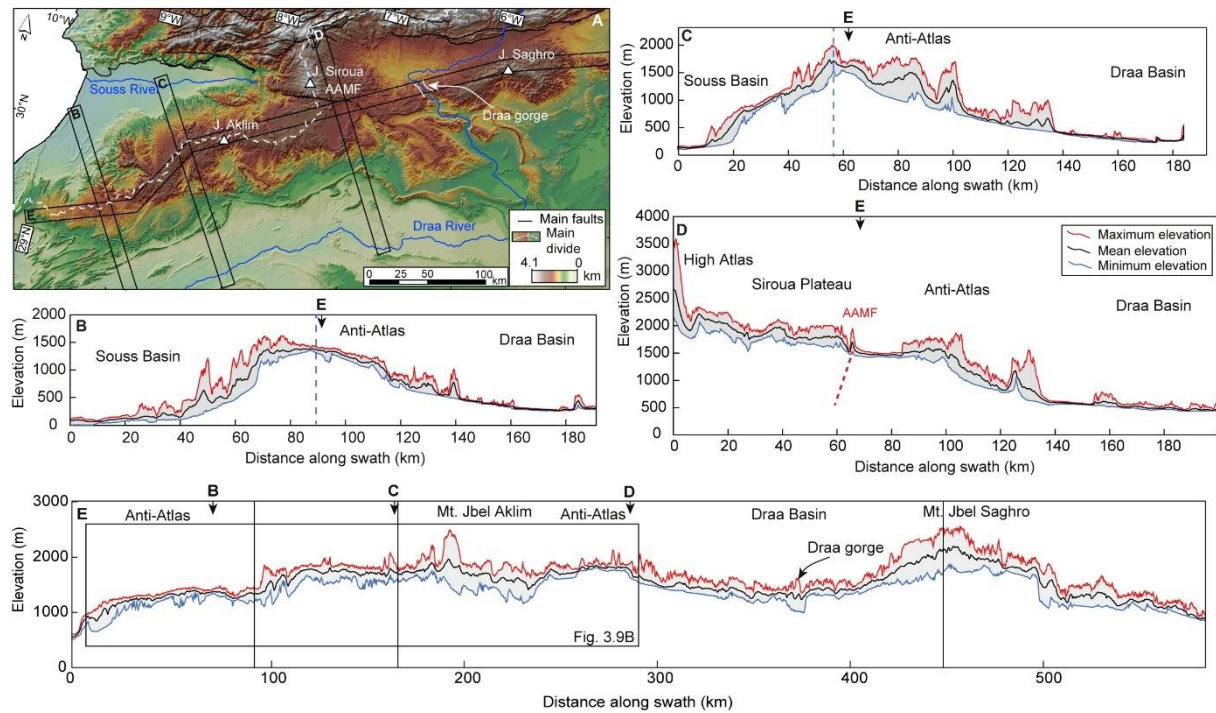 A
10°W
9°W
8°W
7°W
6°W
N
D
J. Saghro
J. Siroua
AAMF
C
Souss River
B
Draa gorge
30°N
J. Aklim
E
29°N
Draa River
Main faults
Main
divide
4.1 0
km
0 25 50 100
km
C
E
Anti-Atlas
Souss Basin
Draa Basin
Elevation (m)
2000
1500
1000
500
0
0 20 40 60 80 100 120 140 160 180
Distance along swath (km)
E
D
Maximum elevation
Mean elevation
Minimum elevation
High Atlas
Siroua Plateau
Anti-Atlas
Draa Basin
AAMF
Elevation (m)
4000
3500
3000
2500
2000
1500
1000
500
0
0 20 40 60 80 100 120 140 160 180
Distance along swath (km)
B
E
Anti-Atlas
Souss Basin
Draa Basin
Elevation (m)
2000
1500
1000
500
0
0 20 40 60 80 100 120 140 160 180
Distance along swath (km)
E
B
C
D
Anti-Atlas
Mt. Jbel Aklim
Anti-Atlas
Draa Basin
Mt. Jbel Saghro
Draa gorge
Fig. 3.9B
Elevation (m)
3000
2000
1000
0
0 100 200 300 400 500
Distance along swath (km)